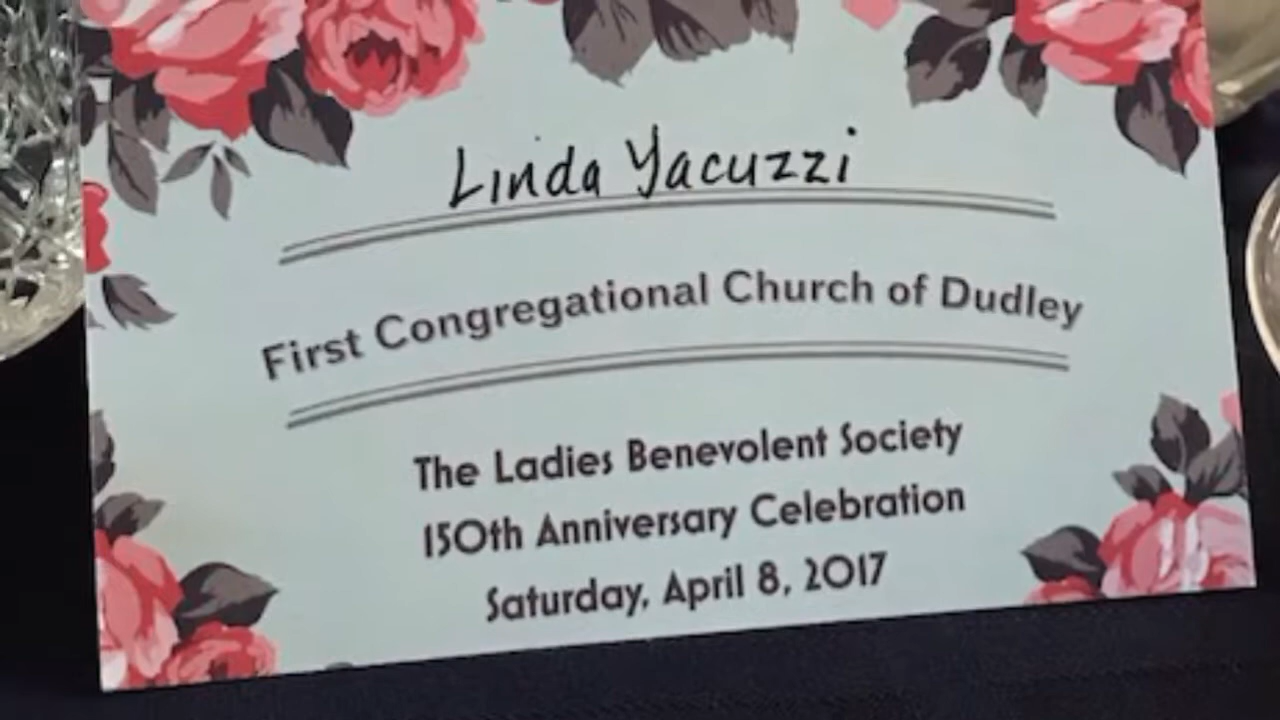 Linda Yacuzzi
First Congregational Church of Dudley
The Ladies Benevolent Society
150th Anniversary Celebration
Saturday, April 8, 2017